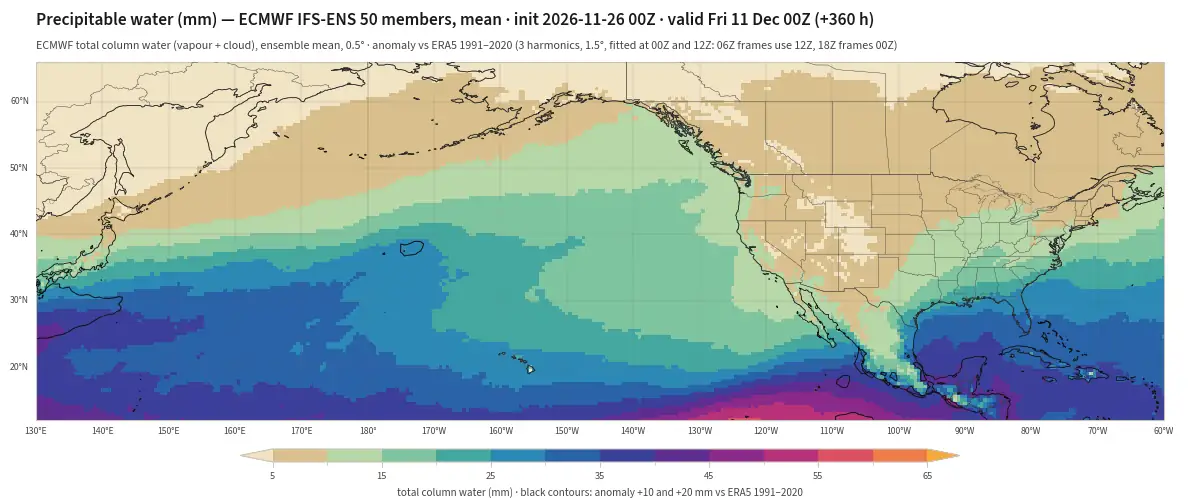 Precipitable water (mm) — ECMWF IFS-ENS 50 members, mean · init 2026-11-26 00Z · valid Fri 11 Dec 00Z (+360 h)
ECMWF total column water (vapour + cloud), ensemble mean, 0.5° · anomaly vs ERA5 1991–2020 (3 harmonics, 1.5°, fitted at 00Z and 12Z: 06Z frames use 12Z, 18Z frames 00Z)
60°N
50°N
40°N
30°N
20°N
130°E 140°E 150°E 160°E 170°E 180° 170°W 160°W 150°W 140°W 130°W 120°W 110°W 100°W 90°W 80°W 70°W 60°W
5 15 25 35 45 55 65
total column water (mm) · black contours: anomaly +10 and +20 mm vs ERA5 1991–2020